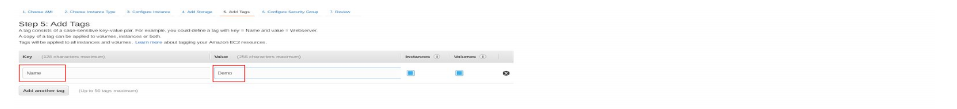 1. Choose AMI 2. Choose Instance Type 3. Configure Instance 4. Add Storage 5. Add Tags 6. Configure Security Group 7. Review
Step 5: Add Tags
A tag consists of a case-sensitive key-value pair. For example, you could define a tag with key = Name and value = Webserver.
A copy of a tag can be applied to volumes, instances or both.
Tags will be applied to all instances and volumes. Learn more about tagging your Amazon EC2 resources.
Key (128 characters maximum) Value (256 characters maximum) Instances Volumes
Name Demo
Add another tag (Up to 50 tags maximum)